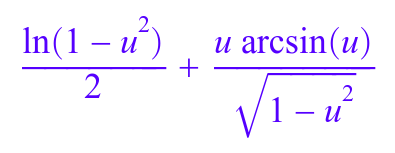 ln(1 − u²)/2 + u arcsin(u)/√(1 − u²)